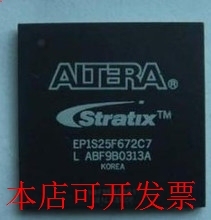 ALTERA®
Stratix™
EP1S25F672C7
L ABF9B0313A
KOREA
本店可开发票